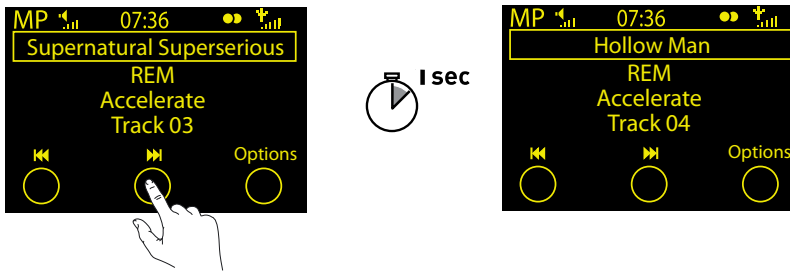 MP 07:36
Supernatural Superserious
REM
Accelerate
Track 03
Options
1 sec
MP 07:36
Hollow Man
REM
Accelerate
Track 04
Options